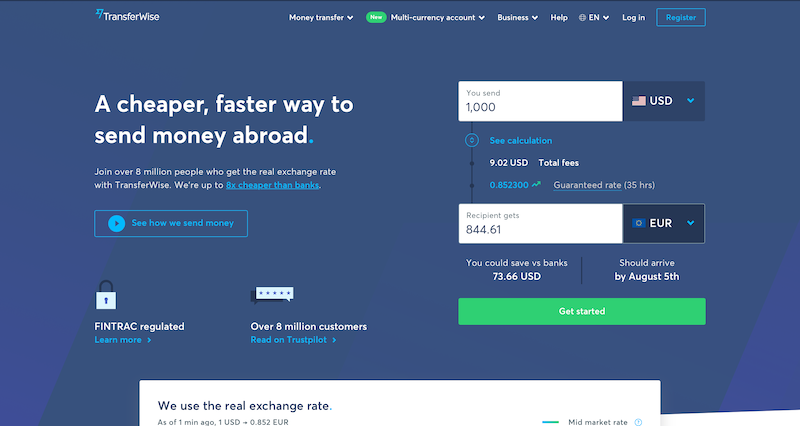 TransferWise
Money transfer
New Multi-currency account
Business
Help
EN
Log in
Register
A cheaper, faster way to
send money abroad.
Join over 8 million people who get the real exchange rate
with TransferWise. We're up to 8x cheaper than banks.
See how we send money
FINTRAC regulated
Learn more
Over 8 million customers
Read on Trustpilot
You send
1,000
USD
See calculation
9.02 USD Total fees
0.852300 Guaranteed rate (35 hrs)
Recipient gets
844.61
EUR
You could save vs banks
73.66 USD
Should arrive
by August 5th
Get started
We use the real exchange rate.
As of 1 min ago, 1 USD → 0.852 EUR
Mid market rate ?